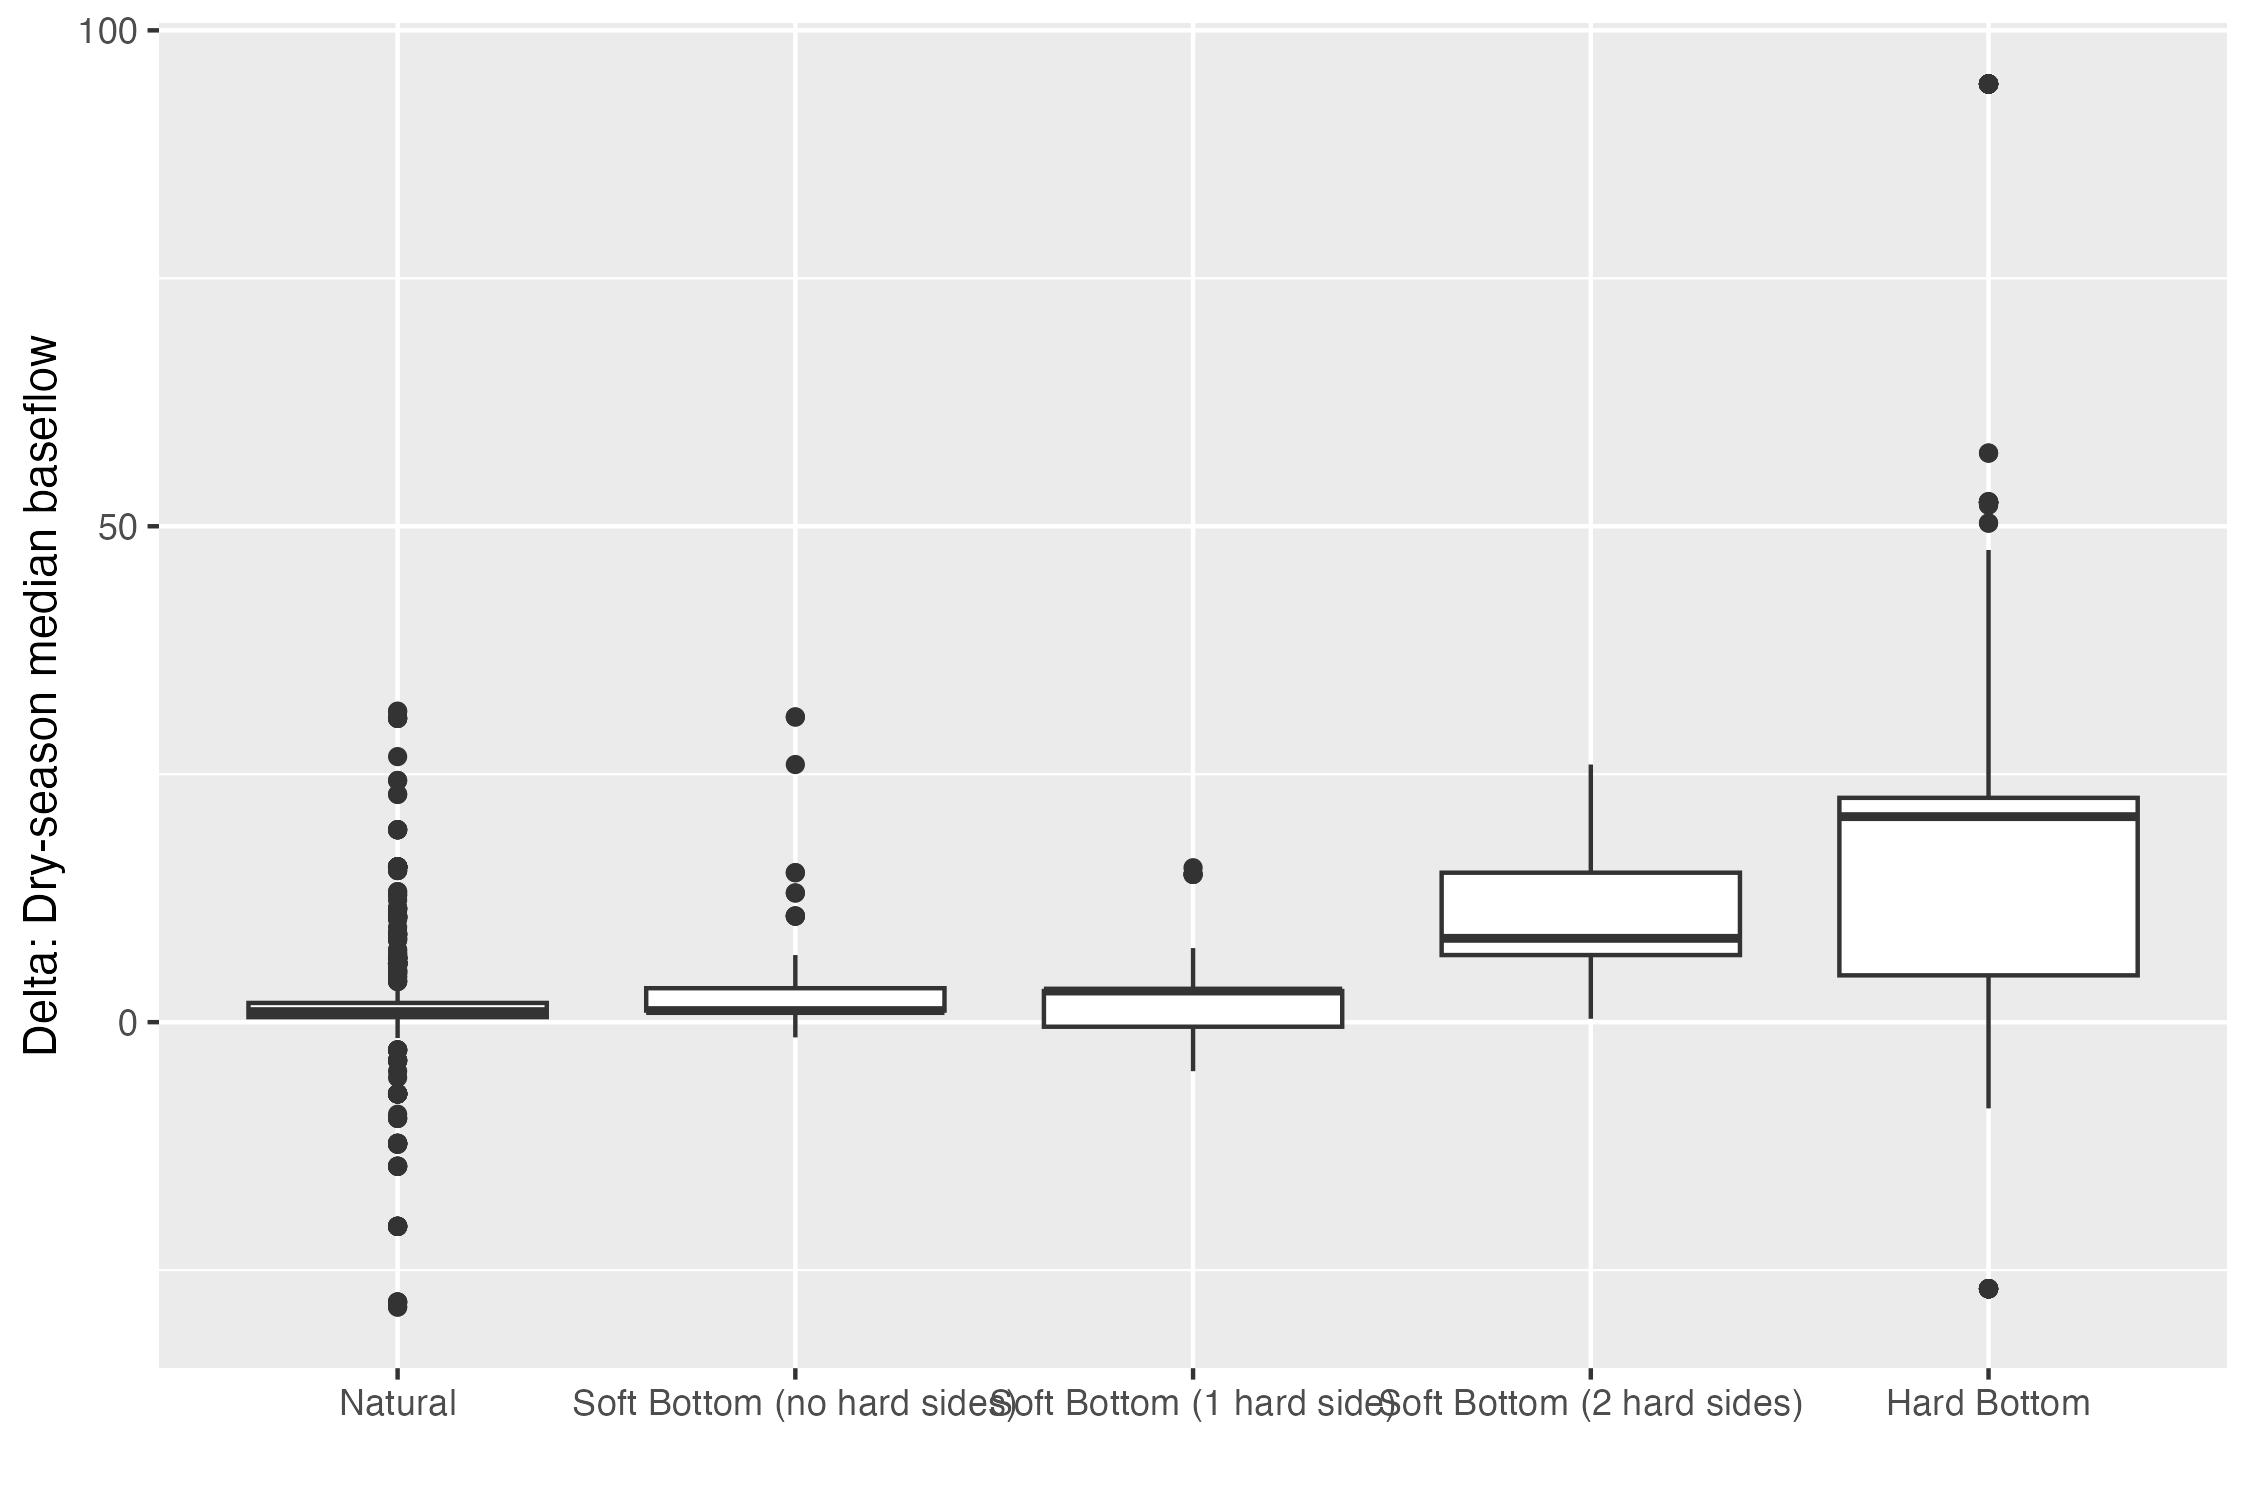 Delta: Dry-season median baseflow
100
50
0
Natural
Soft Bottom (no hard sides)
Soft Bottom (1 hard side)
Soft Bottom (2 hard sides)
Hard Bottom